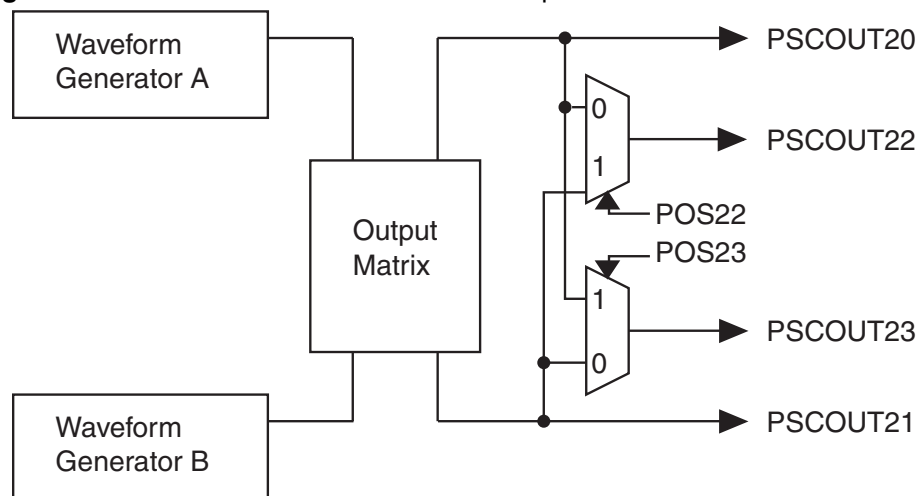 Waveform
Generator A
PSCOUT20
0
PSCOUT22
1
POS22
Output
Matrix
POS23
1
PSCOUT23
0
Waveform
Generator B
PSCOUT21